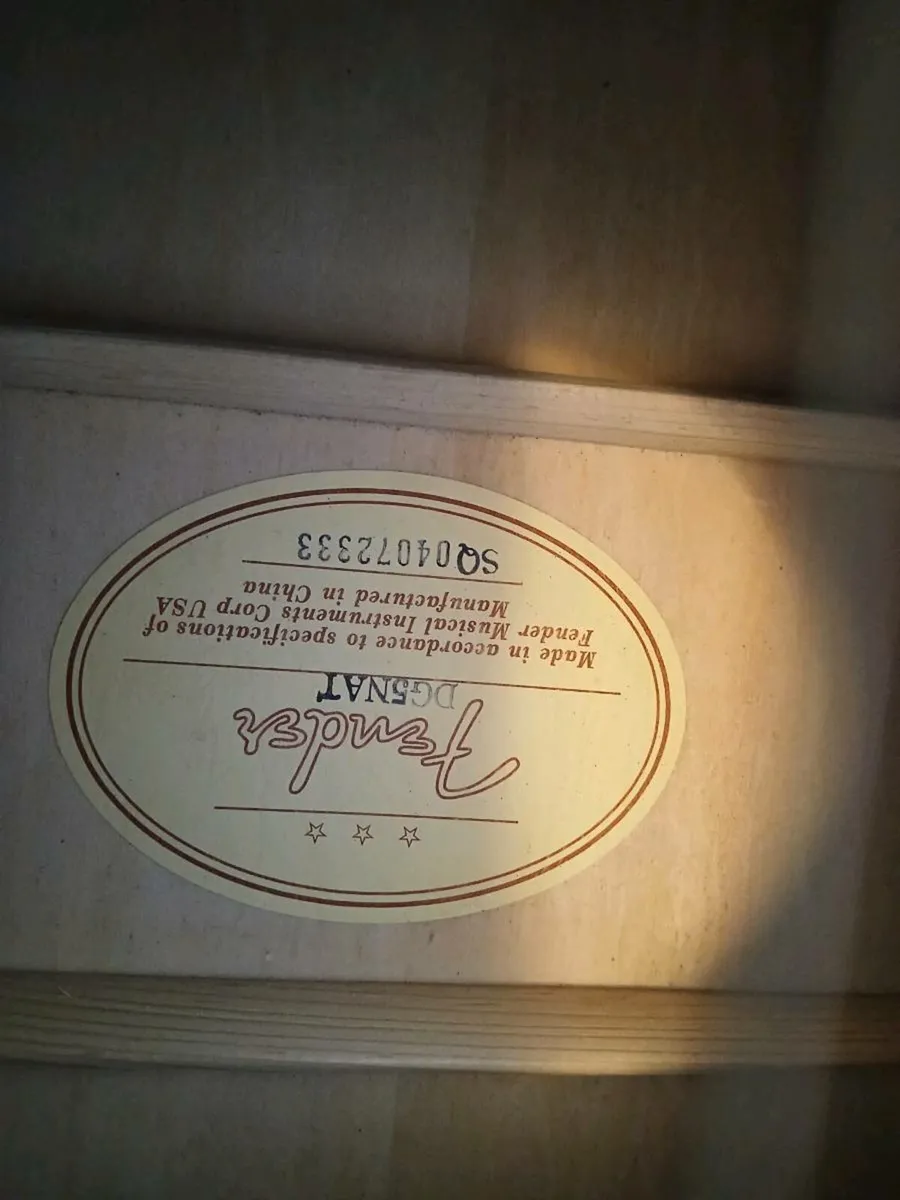 ☆ ☆ ☆
Fender
DG5NAT
Made in accordance to specifications of
Fender Musical Instruments Corp USA
Manufactured in China
SQ04072333